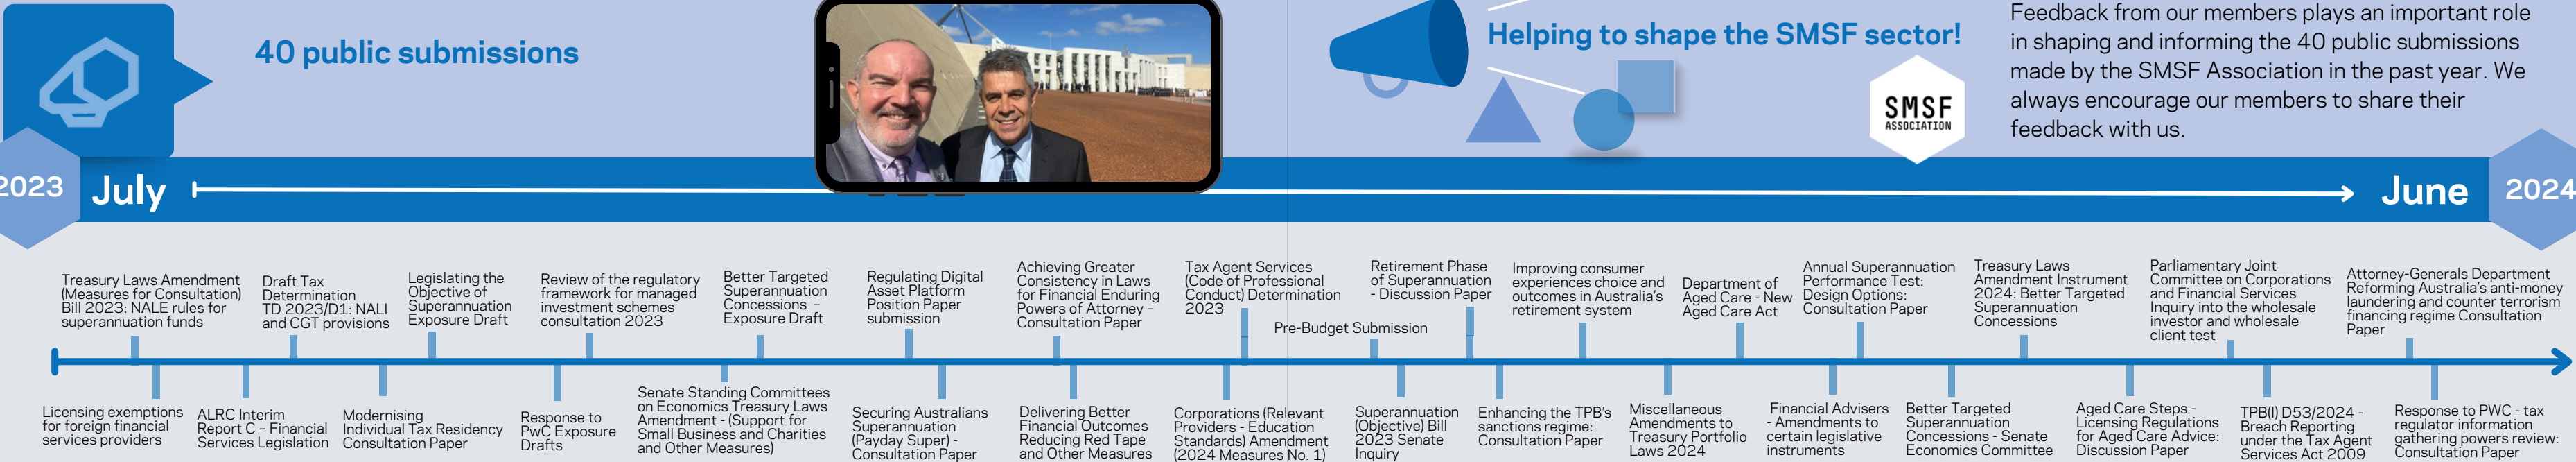 40 public submissions
Helping to shape the SMSF sector!
SMSF
ASSOCIATION
Feedback from our members plays an important role
in shaping and informing the 40 public submissions
made by the SMSF Association in the past year. We
always encourage our members to share their
feedback with us.
2023
July
June
2024
Treasury Laws Amendment
(Measures for Consultation)
Bill 2023: NALE rules for
superannuation funds
Draft Tax
Determination
TD 2023/D1: NALI
and CGT provisions
Legislating the
Objective of
Superannuation
Exposure Draft
Review of the regulatory
framework for managed
investment schemes
consultation 2023
Better Targeted
Superannuation
Concessions –
Exposure Draft
Regulating Digital
Asset Platform
Position Paper
submission
Achieving Greater
Consistency in Laws
for Financial Enduring
Powers of Attorney –
Consultation Paper
Tax Agent Services
(Code of Professional
Conduct) Determination
2023
Pre-Budget Submission
Retirement Phase
of Superannuation
- Discussion Paper
Improving consumer
experiences choice and
outcomes in Australia's
retirement system
Department of
Aged Care - New
Aged Care Act
Annual Superannuation
Performance Test:
Design Options:
Consultation Paper
Treasury Laws
Amendment Instrument
2024: Better Targeted
Superannuation
Concessions
Parliamentary Joint
Committee on Corporations
and Financial Services
Inquiry into the wholesale
investor and wholesale
client test
Attorney-Generals Department
Reforming Australia's anti-money
laundering and counter terrorism
financing regime Consultation
Paper
Licensing exemptions
for foreign financial
services providers
ALRC Interim
Report C – Financial
Services Legislation
Modernising
Individual Tax Residency
Consultation Paper
Response to
PwC Exposure
Drafts
Senate Standing Committees
on Economics Treasury Laws
Amendment - (Support for
Small Business and Charities
and Other Measures)
Securing Australians
Superannuation
(Payday Super) -
Consultation Paper
Delivering Better
Financial Outcomes
Reducing Red Tape
and Other Measures
Corporations (Relevant
Providers - Education
Standards) Amendment
(2024 Measures No. 1)
Superannuation
(Objective) Bill
2023 Senate
Inquiry
Enhancing the TPB's
sanctions regime:
Consultation Paper
Miscellaneous
Amendments to
Treasury Portfolio
Laws 2024
Financial Advisers
- Amendments to
certain legislative
instruments
Better Targeted
Superannuation
Concessions - Senate
Economics Committee
Aged Care Steps -
Licensing Regulations
for Aged Care Advice:
Discussion Paper
TPB(I) D53/2024 -
Breach Reporting
under the Tax Agent
Services Act 2009
Response to PWC - tax
regulator information
gathering powers review:
Consultation Paper